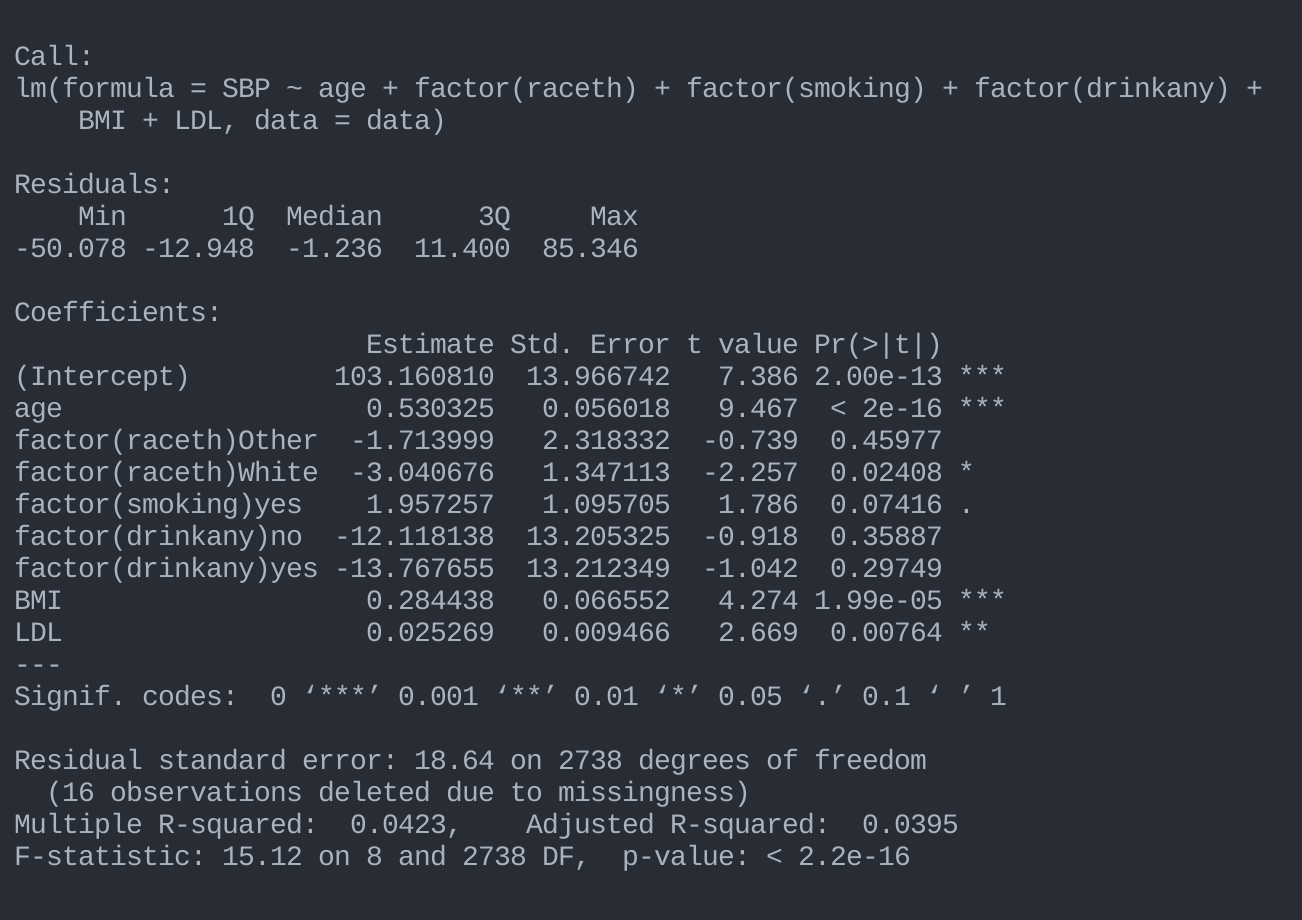 Call:
lm(formula = SBP ~ age + factor(raceth) + factor(smoking) + factor(drinkany) +
    BMI + LDL, data = data)

Residuals:
    Min      1Q  Median      3Q     Max
-50.078 -12.948  -1.236  11.400  85.346

Coefficients:
                      Estimate Std. Error t value Pr(>|t|)
(Intercept)         103.160810  13.966742   7.386 2.00e-13 ***
age                   0.530325   0.056018   9.467  < 2e-16 ***
factor(raceth)Other  -1.713999   2.318332  -0.739  0.45977
factor(raceth)White  -3.040676   1.347113  -2.257  0.02408 *
factor(smoking)yes    1.957257   1.095705   1.786  0.07416 .
factor(drinkany)no  -12.118138  13.205325  -0.918  0.35887
factor(drinkany)yes -13.767655  13.212349  -1.042  0.29749
BMI                   0.284438   0.066552   4.274 1.99e-05 ***
LDL                   0.025269   0.009466   2.669  0.00764 **
---
Signif. codes:  0 ‘***’ 0.001 ‘**’ 0.01 ‘*’ 0.05 ‘.’ 0.1 ‘ ’ 1

Residual standard error: 18.64 on 2738 degrees of freedom
  (16 observations deleted due to missingness)
Multiple R-squared:  0.0423,    Adjusted R-squared:  0.0395
F-statistic: 15.12 on 8 and 2738 DF,  p-value: < 2.2e-16